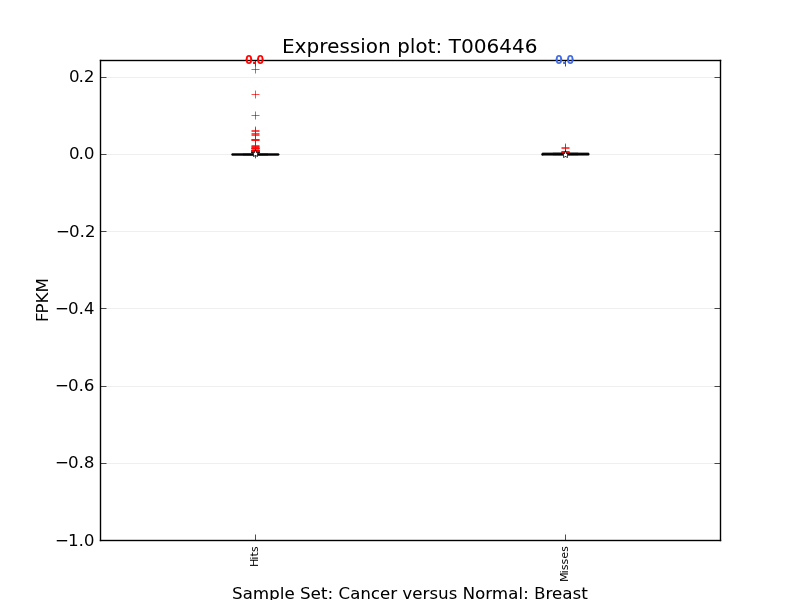 Expression plot: T006446
0.0 0.0
0.2
0.0
−0.2
−0.4
−0.6
−0.8
−1.0
FPKM
Hits Misses
Sample Set: Cancer versus Normal: Breast